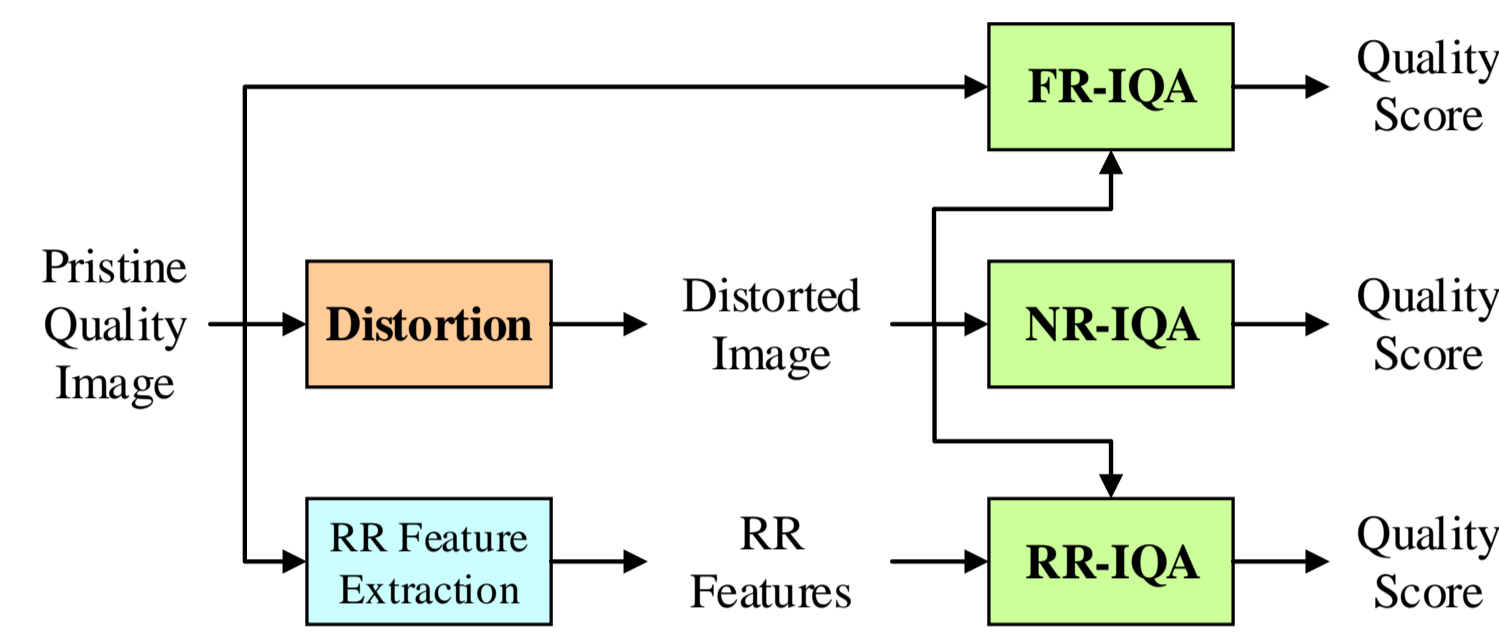 FR-IQA
Quality
Score
Pristine
Quality
Image
Distortion
Distorted
Image
NR-IQA
Quality
Score
RR Feature
Extraction
RR
Features
RR-IQA
Quality
Score